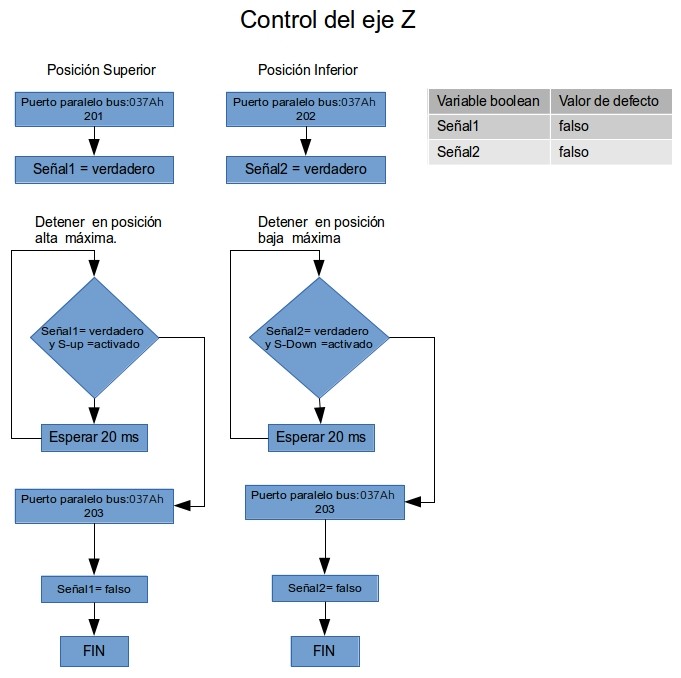 Control del eje Z
Posición Superior
Puerto paralelo bus:037Ah
201
Señal1 = verdadero
Detener en posición
alta máxima.
Señal1= verdadero
y S-up =activado
Esperar 20 ms
Puerto paralelo bus:037Ah
203
Señal1= falso
FIN
Posición Inferior
Puerto paralelo bus:037Ah
202
Señal2 = verdadero
Detener en posición
baja máxima
Señal2= verdadero
y S-Down =activado
Esperar 20 ms
Puerto paralelo bus:037Ah
203
Señal2= falso
FIN
Variable boolean Valor de defecto
Señal1 falso
Señal2 falso